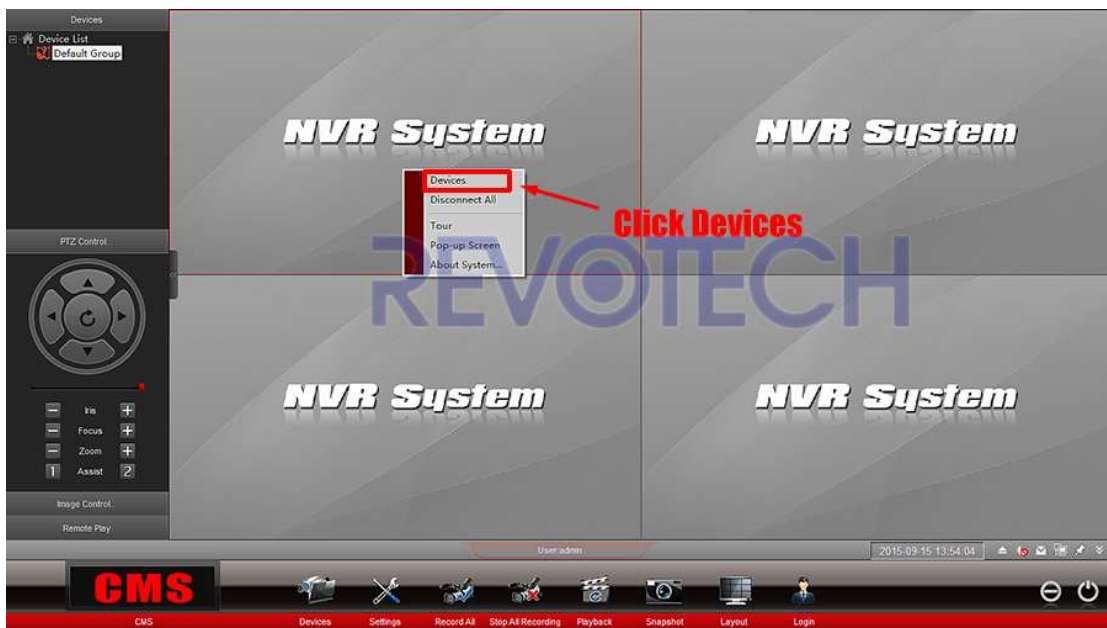 Devices
Device List
Default Group
NVR System
NVR System
Devices
Disconnect All
Tour
Pop-up Screen
About System...
Click Devices
REVOTECH
PTZ Control..
Iris
Focus
Zoom
1 Assist 2
NVR System
NVR System
Image Control..
Remote Play
User:admin
2015-09-15 13:54:04
CMS
CMS
Devices
Settings
Record All
Stop All Recording
Playback
Snapshot
Layout
Login